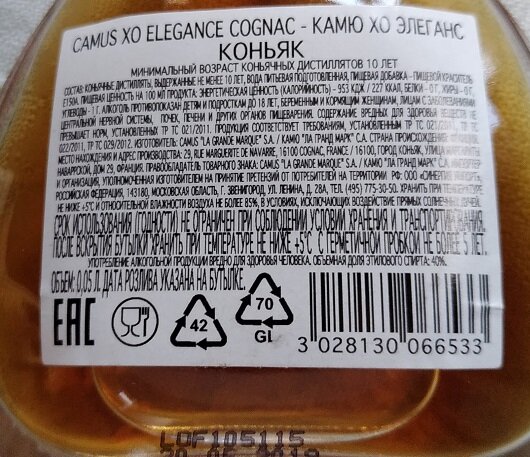 CAMUS XO ELEGANCE COGNAC - КАМЮ ХО ЭЛЕГАНС
КОНЬЯК
МИНИМАЛЬНЫЙ ВОЗРАСТ КОНЬЯЧНЫХ ДИСТИЛЛЯТОВ 10 ЛЕТ
СОСТАВ: КОНЬЯЧНЫЕ ДИСТИЛЛЯТЫ, ВЫДЕРЖАННЫЕ НЕ МЕНЕЕ 10 ЛЕТ, ВОДА ПИТЬЕВАЯ ПОДГОТОВЛЕННАЯ, ПИЩЕВАЯ ДОБАВКА - ПИЩЕВОЙ КРАСИТЕЛЬ
Е150А. ПИЩЕВАЯ ЦЕННОСТЬ НА 100 МЛ ПРОДУКТА: ЭНЕРГЕТИЧЕСКАЯ ЦЕННОСТЬ (КАЛОРИЙНОСТЬ) – 953 КДЖ / 227 ККАЛ, БЕЛКИ - 0Г, ЖИРЫ - 0Г,
УГЛЕВОДЫ - 1 Г. АЛКОГОЛЬ ПРОТИВОПОКАЗАН ДЕТЯМ И ПОДРОСТКАМ ДО 18 ЛЕТ, БЕРЕМЕННЫМ И КОРМЯЩИМ ЖЕНЩИНАМ, ЛИЦАМ С ЗАБОЛЕВАНИЯМИ
ЦЕНТРАЛЬНОЙ НЕРВНОЙ СИСТЕМЫ, ПОЧЕК, ПЕЧЕНИ И ДРУГИХ ОРГАНОВ ПИЩЕВАРЕНИЯ. СОДЕРЖАНИЕ ВРЕДНЫХ ДЛЯ ЗДОРОВЬЯ ВЕЩЕСТВ НЕ
ПРЕВЫШАЕТ НОРМ, УСТАНОВЛЕННЫХ ТР ТС 021/2011. ПРОДУКЦИЯ СООТВЕТСТВУЕТ ТРЕБОВАНИЯМ, УСТАНОВЛЕННЫМ ТР ТС 021/2011, ТР ТС
022/2011, ТР ТС 029/2012. ИЗГОТОВИТЕЛЬ: CAMUS "LA GRANDE MARQUE" S.A. / КАМЮ "ЛА ГРАНД МАРК" С.А. СТРАНА ПРОИСХОЖДЕНИЯ: ФРАНЦИЯ.
МЕСТО НАХОЖДЕНИЯ И АДРЕС ПРОИЗВОДСТВА: 29, RUE MARGUERITE DE NAVARRE, 16100 COGNAC, FRANCE / 16100, ГОРОД КОНЬЯК, УЛИЦА МАРГЕРИТ
НАВАРРСКОЙ, ДОМ 29, ФРАНЦИЯ. ПРАВООБЛАДАТЕЛЬ ТОВАРНОГО ЗНАКА: CAMUS "LA GRANDE MARQUE" S.A. / КАМЮ "ЛА ГРАНД МАРК" С.А. ИМПОРТЕР
И ОРГАНИЗАЦИЯ, УПОЛНОМОЧЕННАЯ ИЗГОТОВИТЕЛЕМ НА ПРИНЯТИЕ ПРЕТЕНЗИЙ ОТ ПОТРЕБИТЕЛЕЙ НА ТЕРРИТОРИИ РФ: ООО «СИНЕРГИЯ
РОССИЙСКАЯ ФЕДЕРАЦИЯ, 143180, МОСКОВСКАЯ ОБЛАСТЬ, Г. ЗВЕНИГОРОД, УЛ. ЛЕНИНА, Д. 28А, ТЕЛ. (495) 775-30-50. ХРАНИТЬ ПРИ ТЕМПЕРАТУРЕ
НЕ НИЖЕ +5°С И ОТНОСИТЕЛЬНОЙ ВЛАЖНОСТИ ВОЗДУХА НЕ БОЛЕЕ 85%, В УСЛОВИЯХ, ИСКЛЮЧАЮЩИХ ВОЗДЕЙСТВИЕ ПРЯМЫХ СОЛНЕЧНЫХ ЛУЧЕЙ.
СРОК ИСПОЛЬЗОВАНИЯ (ГОДНОСТИ) НЕ ОГРАНИЧЕН ПРИ СОБЛЮДЕНИИ УСЛОВИЙ ХРАНЕНИЯ И ТРАНСПОРТИРОВАНИЯ.
ПОСЛЕ ВСКРЫТИЯ БУТЫЛКИ ХРАНИТЬ ПРИ ТЕМПЕРАТУРЕ НЕ НИЖЕ +5°С, С ГЕРМЕТИЧНОЙ ПРОБКОЙ НЕ БОЛЕЕ 5 ЛЕТ.
УПОТРЕБЛЕНИЕ АЛКОГОЛЬНОЙ ПРОДУКЦИИ ВРЕДНО ДЛЯ ЗДОРОВЬЯ ЧЕЛОВЕКА. ОБЪЕМНАЯ ДОЛЯ ЭТИЛОВОГО СПИРТА: 40%.
ОБЪЕМ: 0,05 Л. ДАТА РОЗЛИВА УКАЗАНА НА БУТЫЛКЕ.
EAC
42
70
GL
3 028130 066533
LOF105115
20 05 2019